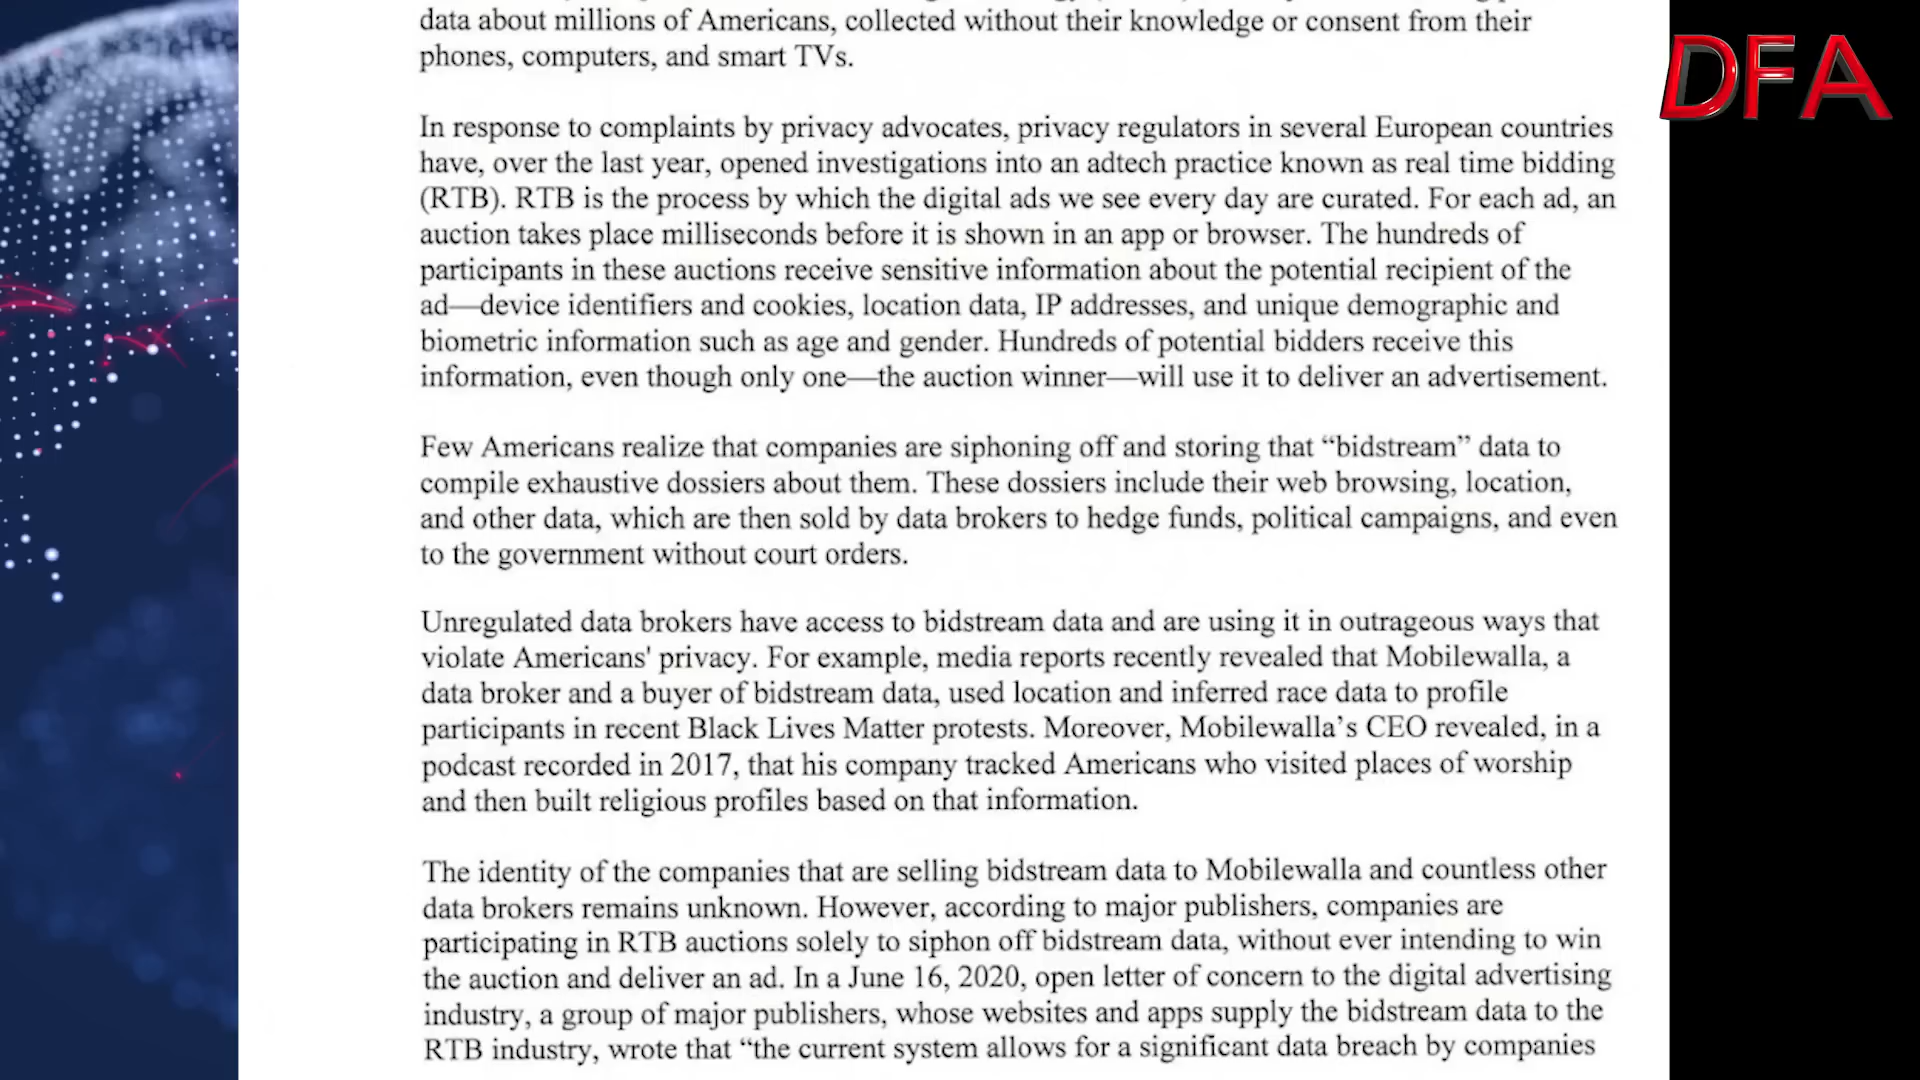 data about millions of Americans, collected without their knowledge or consent from their
phones, computers, and smart TVs.
In response to complaints by privacy advocates, privacy regulators in several European countries
have, over the last year, opened investigations into an adtech practice known as real time bidding
(RTB). RTB is the process by which the digital ads we see every day are curated. For each ad, an
auction takes place milliseconds before it is shown in an app or browser. The hundreds of
participants in these auctions receive sensitive information about the potential recipient of the
ad—device identifiers and cookies, location data, IP addresses, and unique demographic and
biometric information such as age and gender. Hundreds of potential bidders receive this
information, even though only one—the auction winner—will use it to deliver an advertisement.
Few Americans realize that companies are siphoning off and storing that “bidstream” data to
compile exhaustive dossiers about them. These dossiers include their web browsing, location,
and other data, which are then sold by data brokers to hedge funds, political campaigns, and even
to the government without court orders.
Unregulated data brokers have access to bidstream data and are using it in outrageous ways that
violate Americans' privacy. For example, media reports recently revealed that Mobilewalla, a
data broker and a buyer of bidstream data, used location and inferred race data to profile
participants in recent Black Lives Matter protests. Moreover, Mobilewalla’s CEO revealed, in a
podcast recorded in 2017, that his company tracked Americans who visited places of worship
and then built religious profiles based on that information.
The identity of the companies that are selling bidstream data to Mobilewalla and countless other
data brokers remains unknown. However, according to major publishers, companies are
participating in RTB auctions solely to siphon off bidstream data, without ever intending to win
the auction and deliver an ad. In a June 16, 2020, open letter of concern to the digital advertising
industry, a group of major publishers, whose websites and apps supply the bidstream data to the
RTB industry, wrote that “the current system allows for a significant data breach by companies
DFA